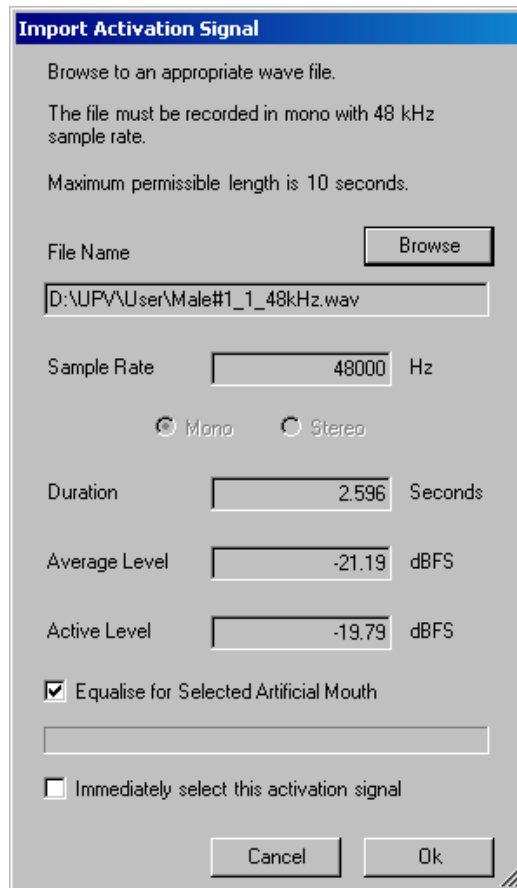 Import Activation Signal
Browse to an appropriate wave file.
The file must be recorded in mono with 48 kHz
sample rate.
Maximum permissible length is 10 seconds.
File Name
Browse
D:\UPV\User\Male#1_1_48kHz.wav
Sample Rate 48000 Hz
Mono Stereo
Duration 2.596 Seconds
Average Level -21.19 dBFS
Active Level -19.79 dBFS
Equalise for Selected Artificial Mouth
Immediately select this activation signal
Cancel Ok